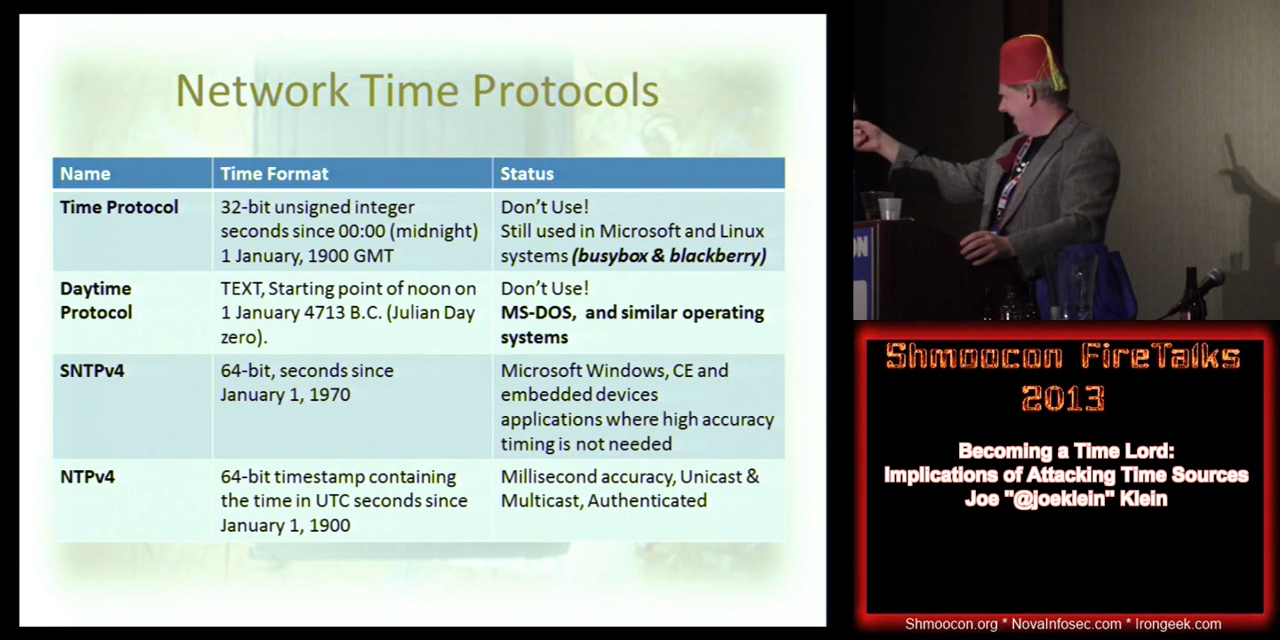 Network Time Protocols
Name
Time Format
Status
Time Protocol
32-bit unsigned integer
seconds since 00:00 (midnight)
1 January, 1900 GMT
Don't Use!
Still used in Microsoft and Linux
systems (busybox & blackberry)
Daytime
Protocol
TEXT, Starting point of noon on
1 January 4713 B.C. (Julian Day
zero).
Don't Use!
MS-DOS, and similar operating
systems
SNTPv4
64-bit, seconds since
January 1, 1970
Microsoft Windows, CE and
embedded devices
applications where high accuracy
timing is not needed
NTPv4
64-bit timestamp containing
the time in UTC seconds since
January 1, 1900
Millisecond accuracy, Unicast &
Multicast, Authenticated
ON
Shmoocon FireTalks
2013
Becoming a Time Lord:
Implications of Attacking Time Sources
Joe "@joeklein" Klein
Shmoocon.org * NovaInfosec.com * Irongeek.com